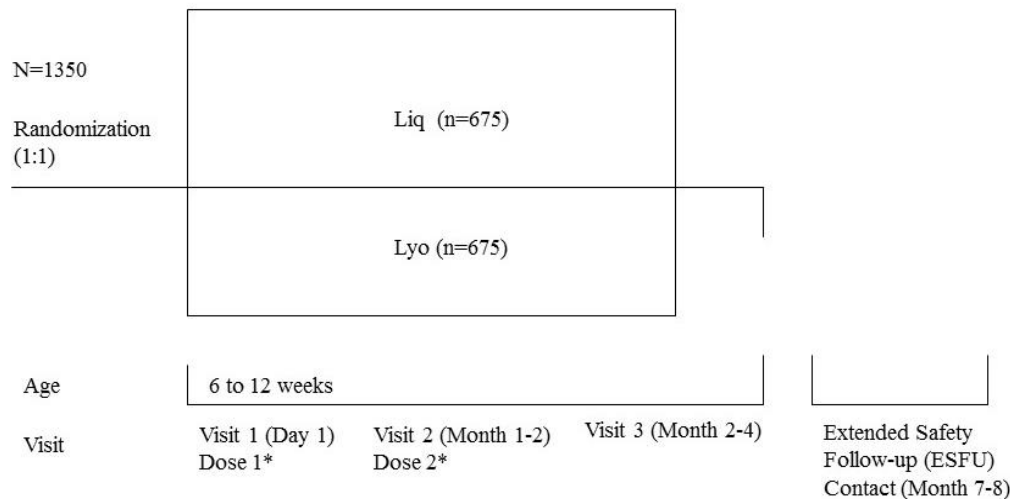 N=1350
Randomization
(1:1)
Liq (n=675)
Lyo (n=675)
Age
6 to 12 weeks
Visit
Visit 1 (Day 1)
Dose 1*
Visit 2 (Month 1-2)
Dose 2*
Visit 3 (Month 2-4)
Extended Safety
Follow-up (ESFU)
Contact (Month 7-8)